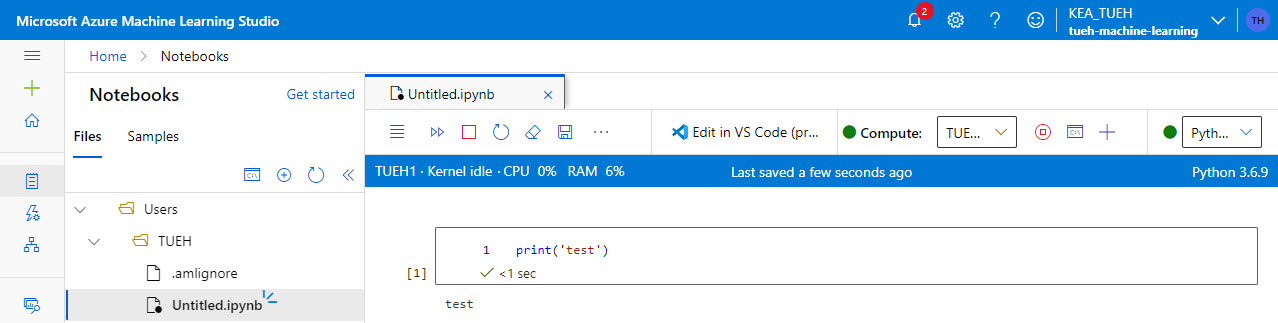 Microsoft Azure Machine Learning Studio
2
KEA_TUEH
tueh-machine-learning
TH
Home
Notebooks
Notebooks
Get started
Files
Samples
Users
TUEH
.amlignore
Untitled.ipynb
Untitled.ipynb
Edit in VS Code (pr...
Compute:
TUE...
Pyth...
TUEH1 · Kernel idle · CPU 0% RAM 6%
Last saved a few seconds ago
Python 3.6.9
1 print('test')
[1]
<1 sec
test